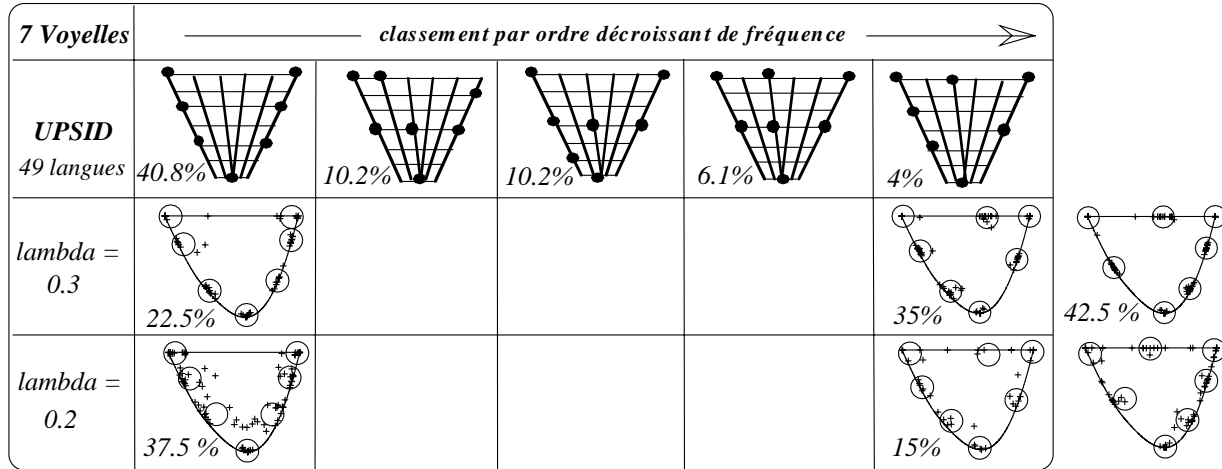 7 Voyelles
classement par ordre décroissant de fréquence
UPSID
49 langues
40.8%
10.2%
10.2%
6.1%
4%
lambda =
0.3
22.5%
35%
42.5 %
lambda =
0.2
37.5 %
15%